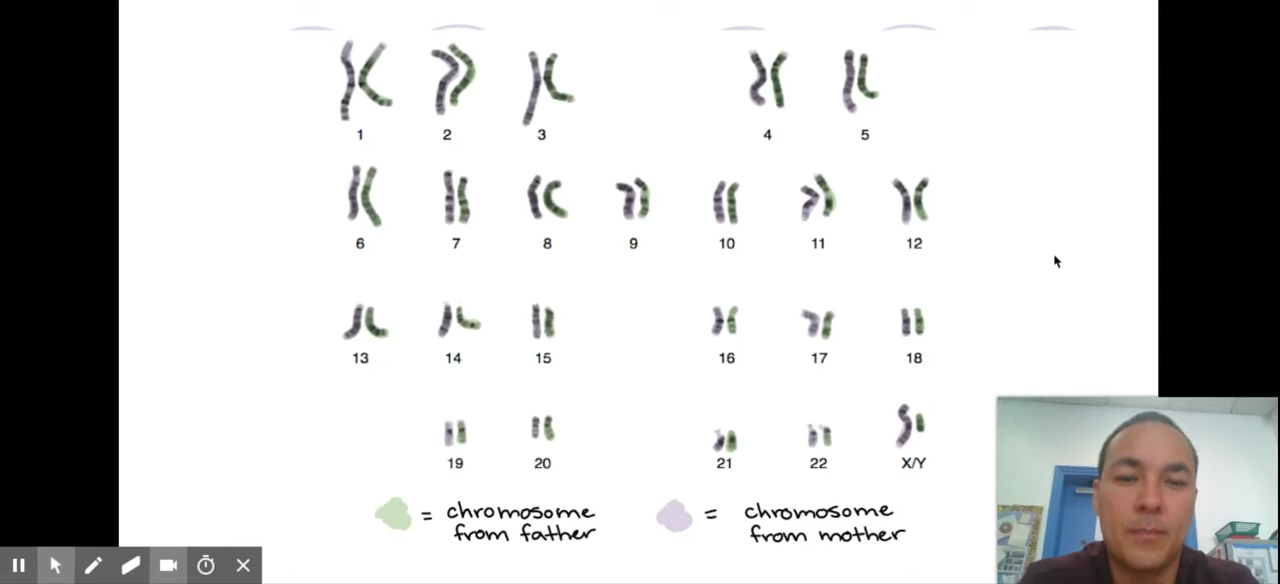 1 2 3 4 5
6 7 8 9 10 11 12
13 14 15 16 17 18
19 20 21 22 X/Y
= chromosome = chromosome
from father from mother